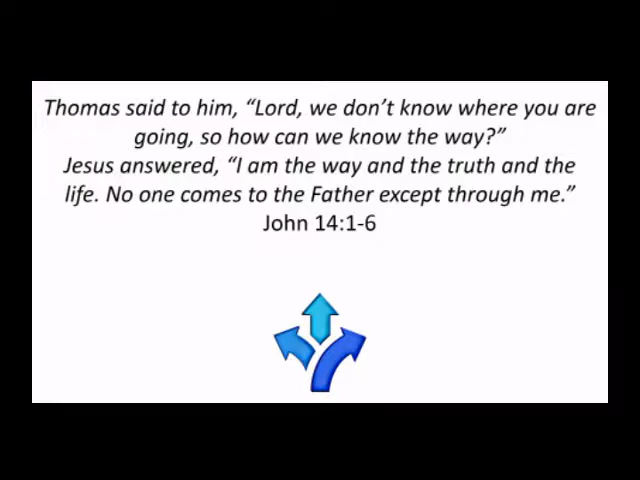 Thomas said to him, “Lord, we don’t know where you are
going, so how can we know the way?”
Jesus answered, “I am the way and the truth and the
life. No one comes to the Father except through me.”
John 14:1-6